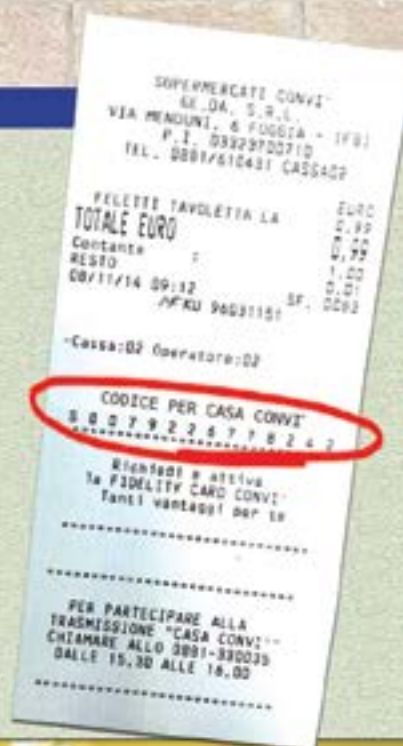 SUPERMERCATI CONVI'
GE.DA. S.R.L.
VIA MENDUNI, 6 FOGGIA - (FG)
P.I. 03323700710
TEL. 0881/610431 CASSA02
EURO
PELLETTI TAVOLETTA LA 0,99
TOTALE EURO 0,99
Contante : 1.00
RESTO 0.01
08/11/14 09:12 SF. 0083
MFKU 96031151
-Cassa:02 Operatore:02
CODICE PER CASA CONVI'
Richiedi e attiva
la FIDELITY CARD CONVI'
Tanti vantaggi per te
PER PARTECIPARE ALLA
TRASMISSIONE "CASA CONVI'"
CHIAMARE ALLO 0881-330035
DALLE 15,30 ALLE 16,00